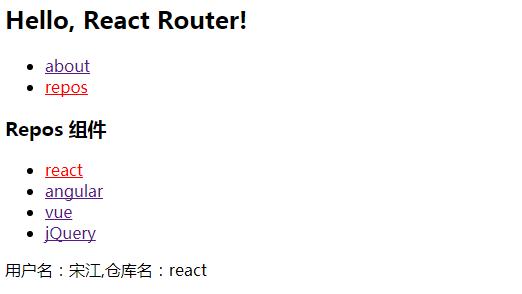 Hello, React Router!
about
repos
Repos 组件
react
angular
vue
jQuery
用户名：宋江,仓库名：react